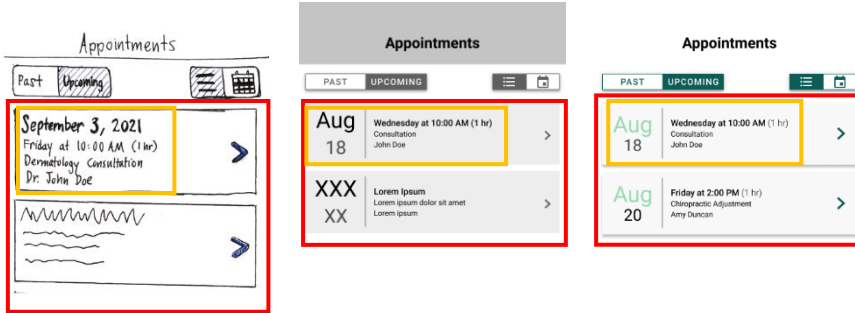 Appointments
Past Upcoming
September 3, 2021
Friday at 10:00 AM (1 hr)
Dermatology Consultation
Dr. John Doe
Appointments
PAST UPCOMING
Aug
18
Wednesday at 10:00 AM (1 hr)
Consultation
John Doe
XXX
XX
Lorem Ipsum
Lorem ipsum dolor sit amet
Lorem ipsum
Appointments
PAST UPCOMING
Aug
18
Wednesday at 10:00 AM (1 hr)
Consultation
John Doe
Aug
20
Friday at 2:00 PM (1 hr)
Chiropractic Adjustment
Amy Duncan